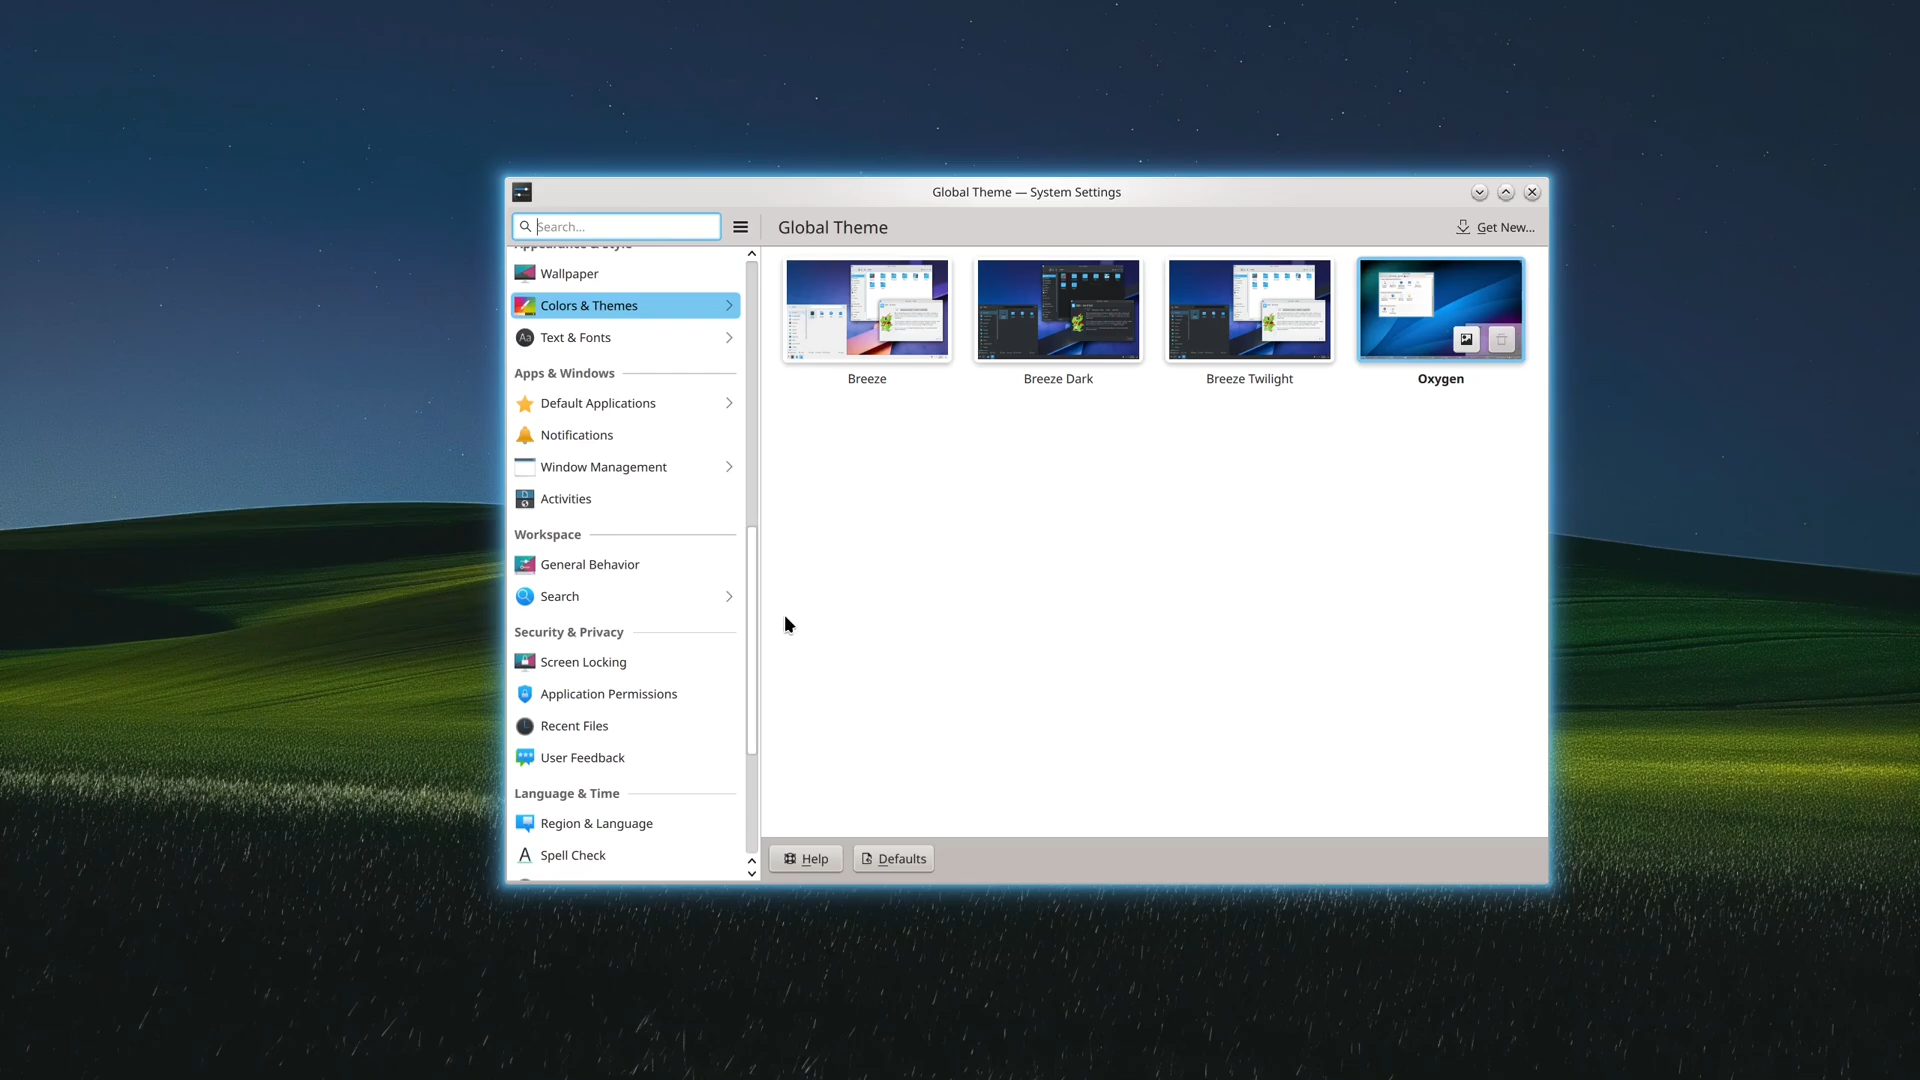 Global Theme — System Settings
Search...
Global Theme
Get New...
Appearance & Style
Wallpaper
Colors & Themes
Text & Fonts
Apps & Windows
Default Applications
Notifications
Window Management
Activities
Workspace
General Behavior
Search
Security & Privacy
Screen Locking
Application Permissions
Recent Files
User Feedback
Language & Time
Region & Language
Spell Check
Breeze
Breeze Dark
Breeze Twilight
Oxygen
Help
Defaults